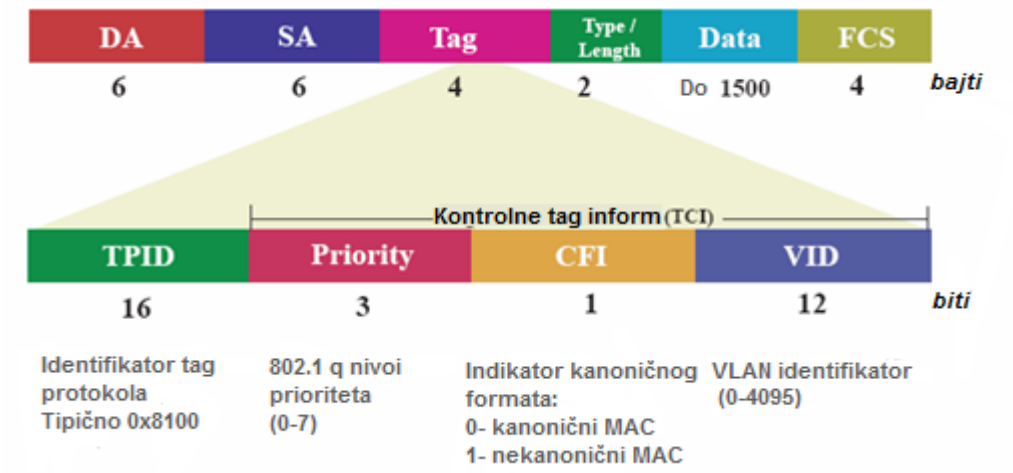 DA SA Tag Type / Length Data FCS
6 6 4 2 Do 1500 4 bajti
Kontrolne tag inform (TCI)
TPID Priority CFI VID
16 3 1 12 biti
Identifikator tag
protokola
Tipično 0x8100
802.1 q nivoi
prioriteta
(0-7)
Indikator kanoničnog
formata:
0- kanonični MAC
1- nekanonični MAC
VLAN identifikator
(0-4095)